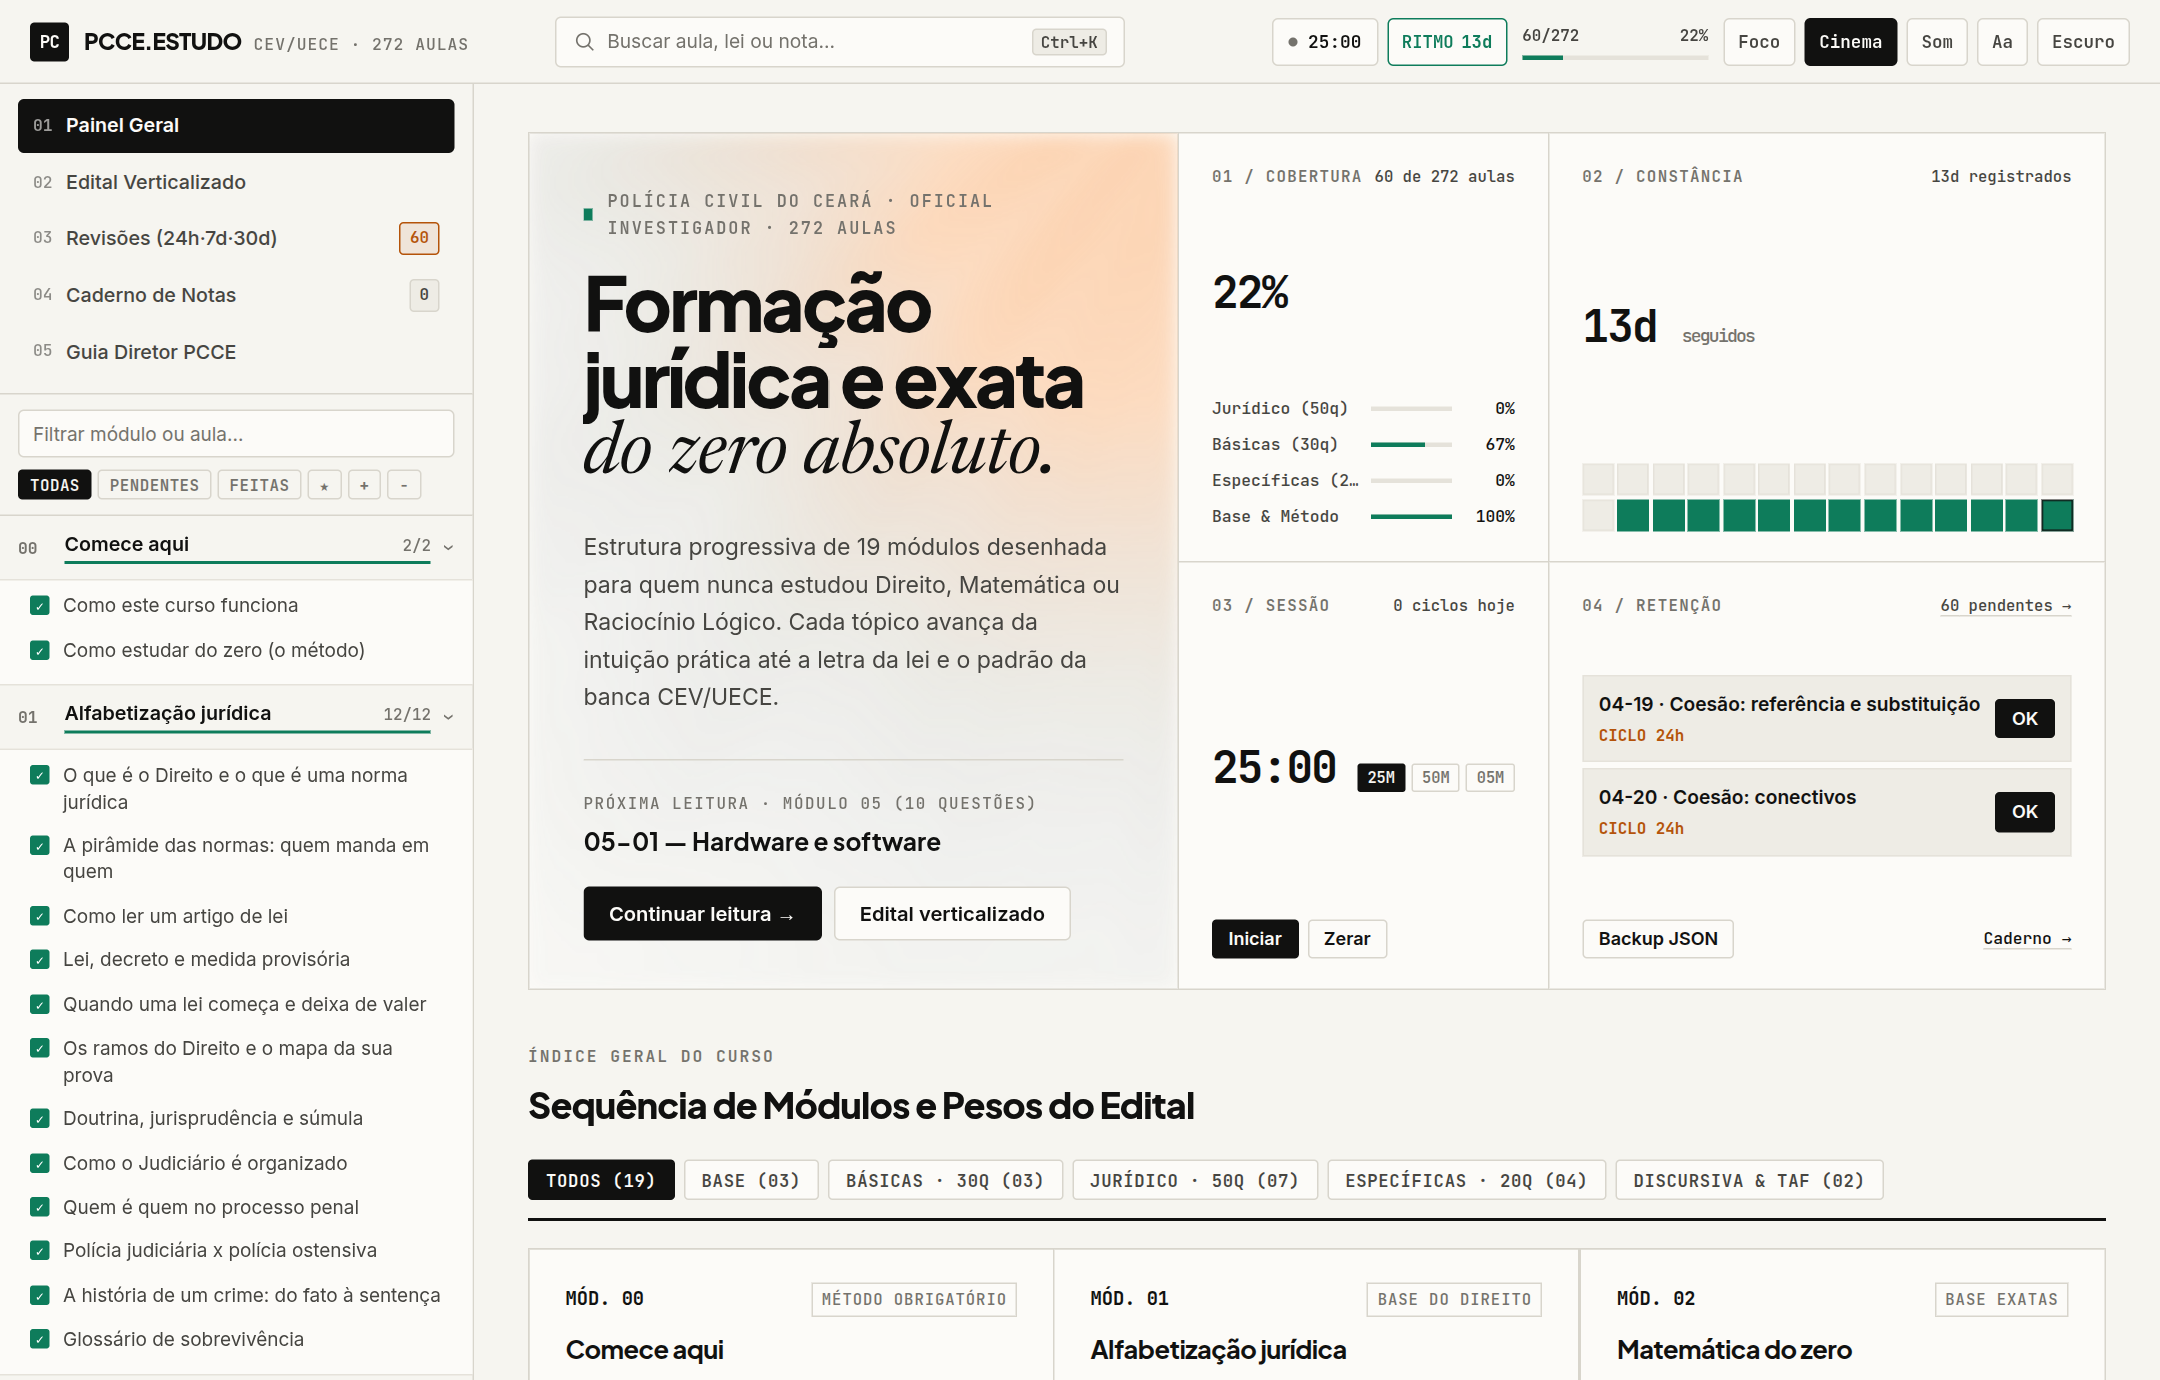 PC PCCE.ESTUDO CEV/UECE · 272 AULAS
Buscar aula, lei ou nota... Ctrl+K
25:00
RITMO 13d
60/272 22%
Foco
Cinema
Som
Aa
Escuro
01 Painel Geral
02 Edital Verticalizado
03 Revisões (24h·7d·30d) 60
04 Caderno de Notas 0
05 Guia Diretor PCCE
Filtrar módulo ou aula...
TODAS PENDENTES FEITAS ★ + -
00 Comece aqui 2/2
✓ Como este curso funciona
✓ Como estudar do zero (o método)
01 Alfabetização jurídica 12/12
✓ O que é o Direito e o que é uma norma
jurídica
✓ A pirâmide das normas: quem manda em
quem
✓ Como ler um artigo de lei
✓ Lei, decreto e medida provisória
✓ Quando uma lei começa e deixa de valer
✓ Os ramos do Direito e o mapa da sua
prova
✓ Doutrina, jurisprudência e súmula
✓ Como o Judiciário é organizado
✓ Quem é quem no processo penal
✓ Polícia judiciária x polícia ostensiva
✓ A história de um crime: do fato à sentença
✓ Glossário de sobrevivência
POLÍCIA CIVIL DO CEARÁ · OFICIAL
INVESTIGADOR · 272 AULAS
Formação
jurídica e exata
do zero absoluto.
Estrutura progressiva de 19 módulos desenhada
para quem nunca estudou Direito, Matemática ou
Raciocínio Lógico. Cada tópico avança da
intuição prática até a letra da lei e o padrão da
banca CEV/UECE.
PRÓXIMA LEITURA · MÓDULO 05 (10 QUESTÕES)
05-01 — Hardware e software
Continuar leitura →
Edital verticalizado
01 / COBERTURA 60 de 272 aulas
22%
Jurídico (50q) 0%
Básicas (30q) 67%
Específicas (2… 0%
Base & Método 100%
02 / CONSTÂNCIA 13d registrados
13d seguidos
03 / SESSÃO 0 ciclos hoje
25:00 25M 50M 05M
Iniciar Zerar
04 / RETENÇÃO 60 pendentes →
04-19 · Coesão: referência e substituição
CICLO 24h
OK
04-20 · Coesão: conectivos
CICLO 24h
OK
Backup JSON Caderno →
ÍNDICE GERAL DO CURSO
Sequência de Módulos e Pesos do Edital
TODOS (19) BASE (03) BÁSICAS · 30Q (03) JURÍDICO · 50Q (07) ESPECÍFICAS · 20Q (04) DISCURSIVA & TAF (02)
MÓD. 00 MÉTODO OBRIGATÓRIO
Comece aqui
MÓD. 01 BASE DO DIREITO
Alfabetização jurídica
MÓD. 02 BASE EXATAS
Matemática do zero